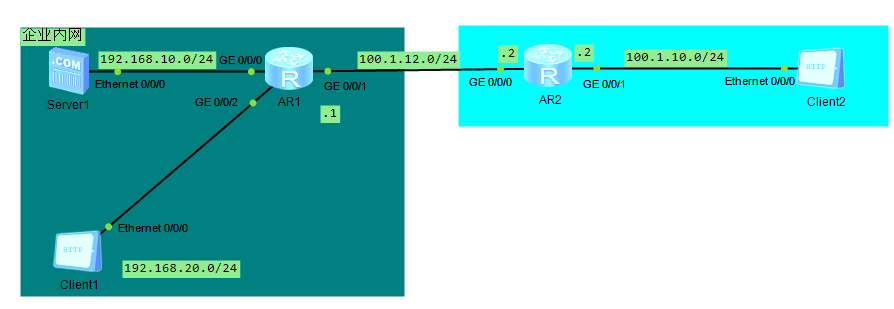 企业内网
.COM
192.168.10.0/24
GE 0/0/0
R
100.1.12.0/24
.2
R
.2
100.1.10.0/24
HTTP
Server1
Ethernet 0/0/0
GE 0/0/2
AR1
GE 0/0/1
.1
GE 0/0/0
AR2
GE 0/0/1
Ethernet 0/0/0
Client2
Ethernet 0/0/0
HTTP
192.168.20.0/24
Client1